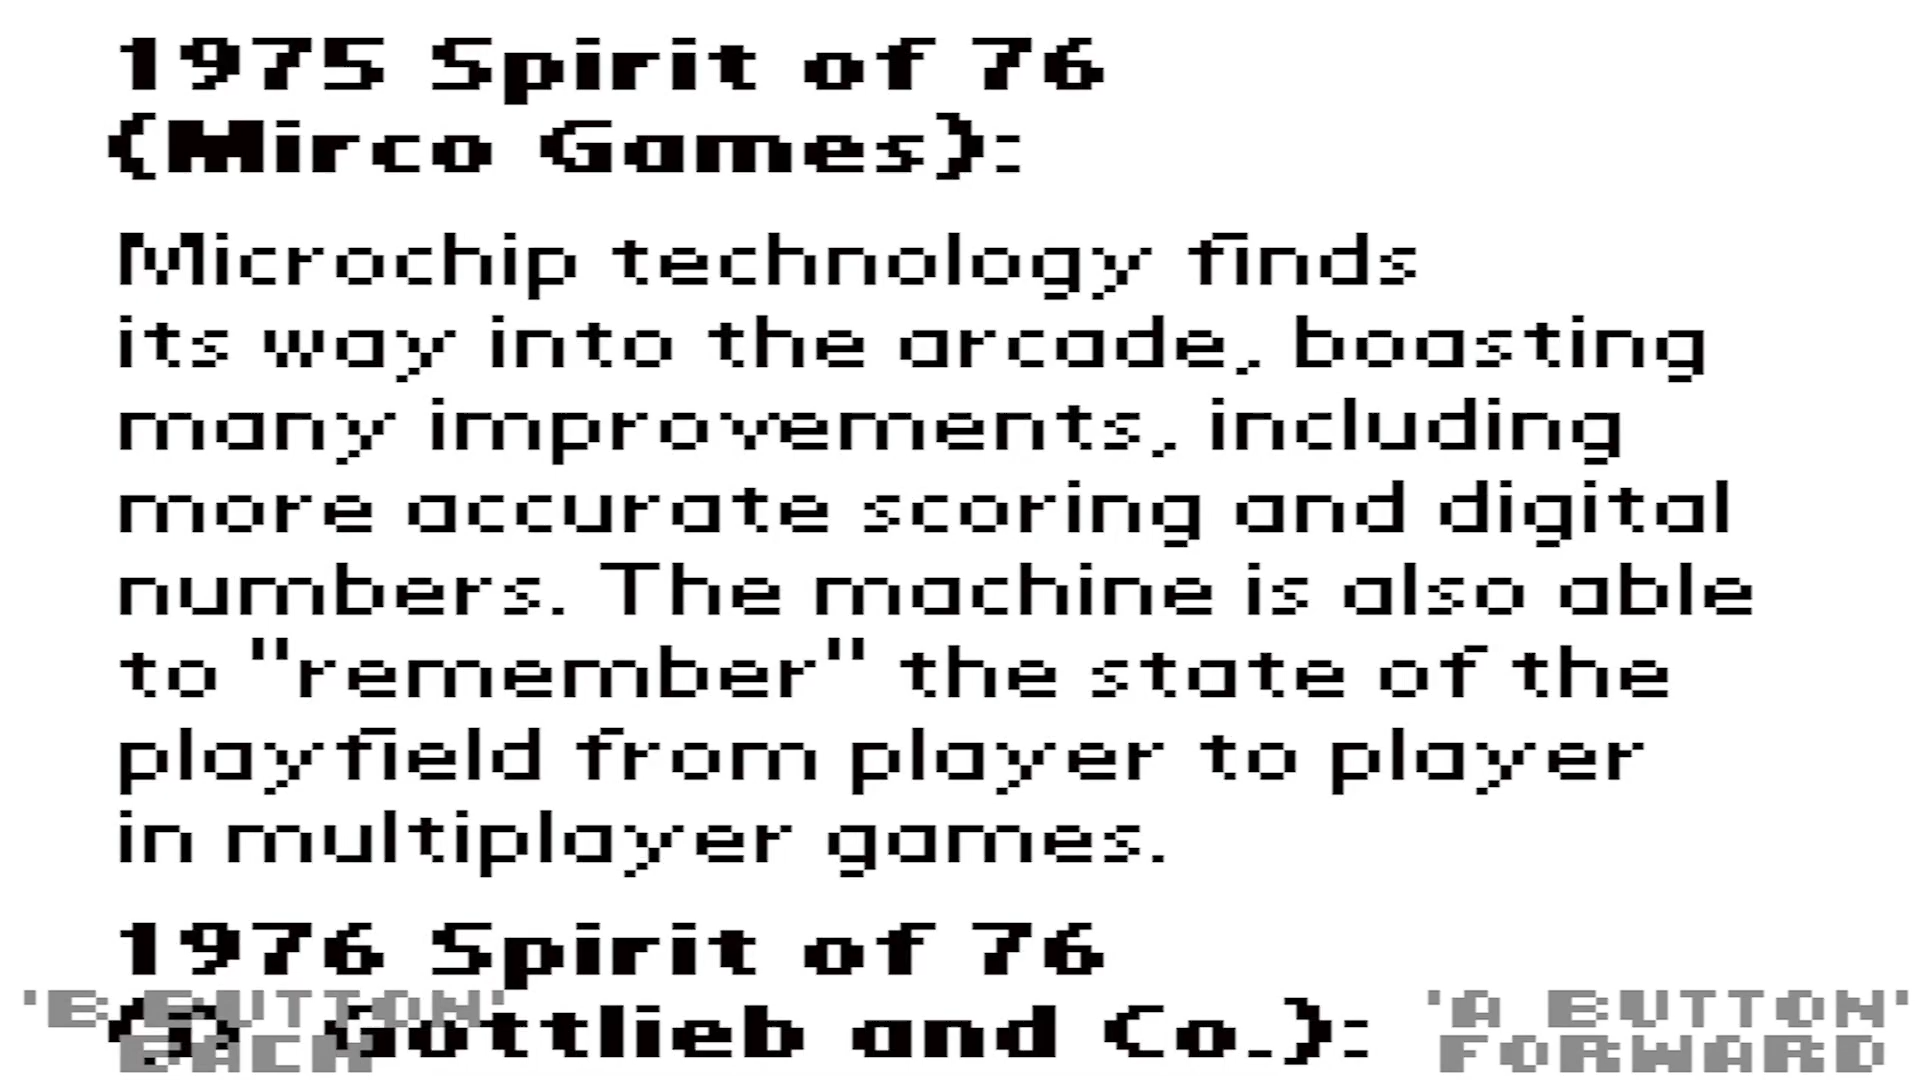 1975 Spirit of 76
(Mirco Games):
Microchip technology finds
its way into the arcade, boasting
many improvements, including
more accurate scoring and digital
numbers. The machine is also able
to "remember" the state of the
playfield from player to player
in multiplayer games.
1976 Spirit of 76
(D. Gottlieb and Co.):
'B BUTTON'
BACK
'A BUTTON'
FORWARD